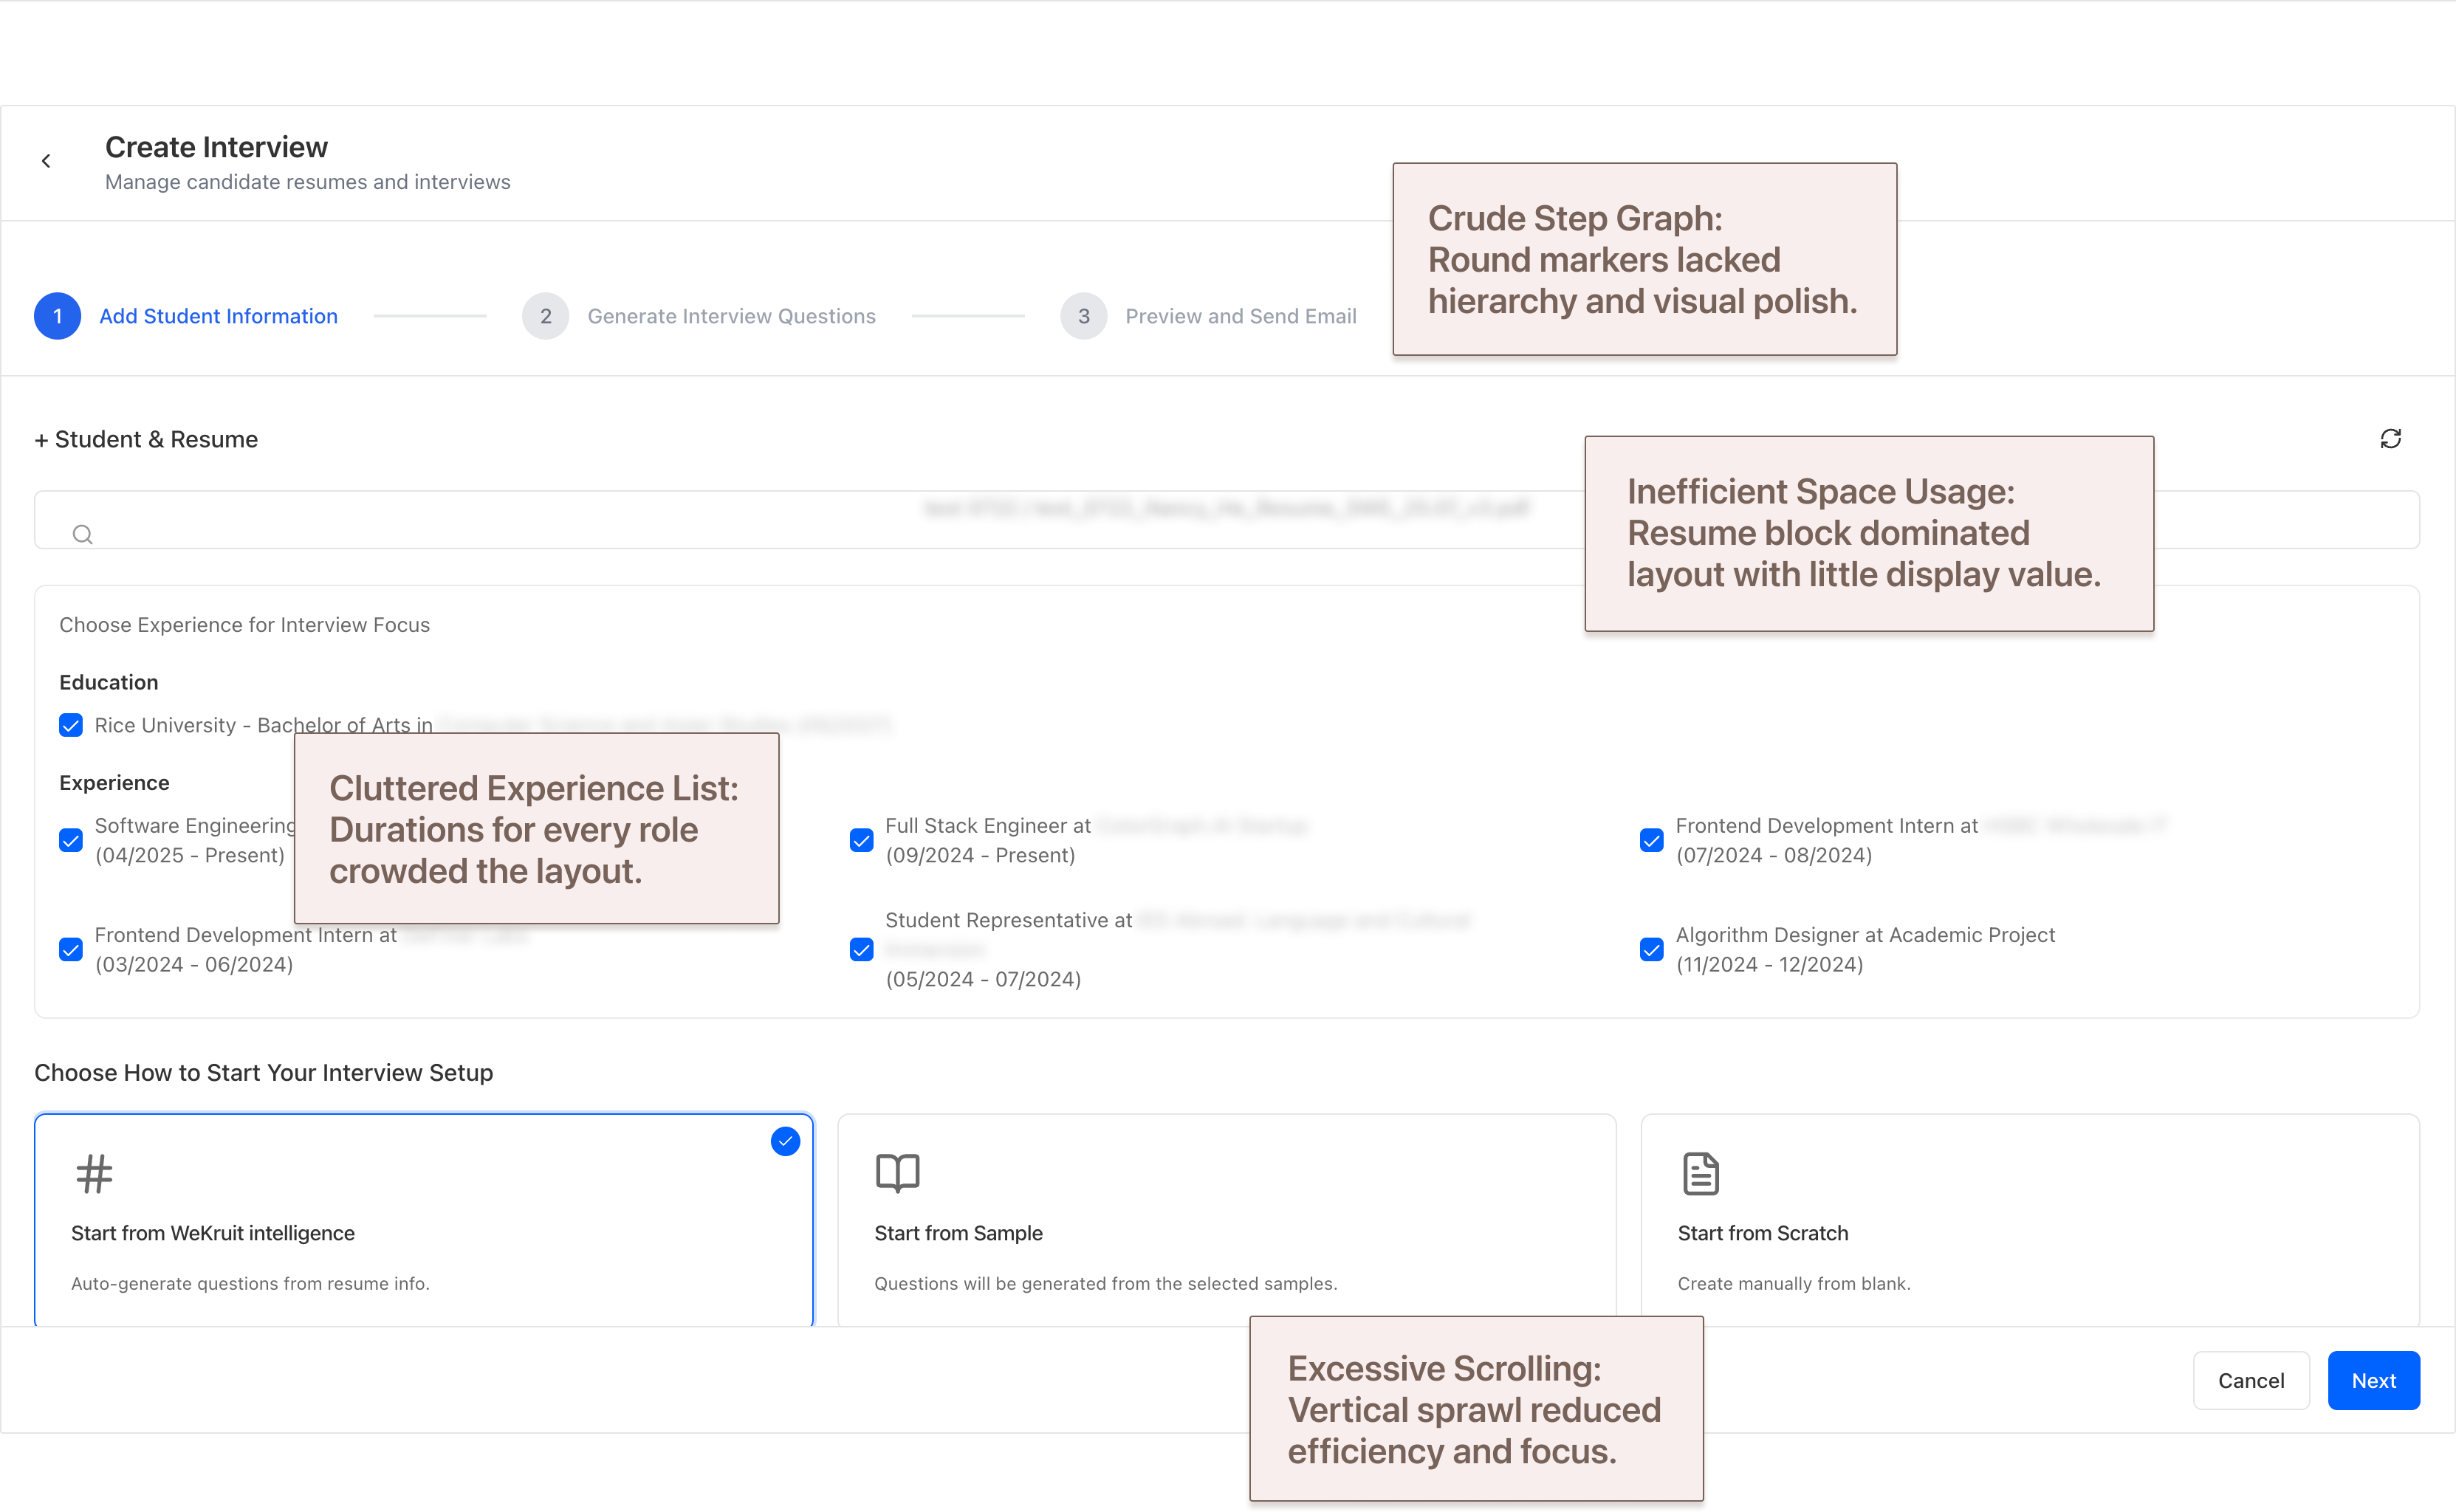 Create Interview
Manage candidate resumes and interviews
Crude Step Graph:
Round markers lacked
hierarchy and visual polish.
1 Add Student Information
2 Generate Interview Questions
3 Preview and Send Email
+ Student & Resume
Inefficient Space Usage:
Resume block dominated
layout with little display value.
Choose Experience for Interview Focus
Education
Rice University - Bachelor of Arts in
Experience
Cluttered Experience List:
Durations for every role
crowded the layout.
Software Engineering
(04/2025 - Present)
Full Stack Engineer at
(09/2024 - Present)
Frontend Development Intern at
(07/2024 - 08/2024)
Frontend Development Intern at
(03/2024 - 06/2024)
Student Representative at
(05/2024 - 07/2024)
Algorithm Designer at Academic Project
(11/2024 - 12/2024)
Choose How to Start Your Interview Setup
Start from WeKruit intelligence
Auto-generate questions from resume info.
Start from Sample
Questions will be generated from the selected samples.
Start from Scratch
Create manually from blank.
Excessive Scrolling:
Vertical sprawl reduced
efficiency and focus.
Cancel
Next